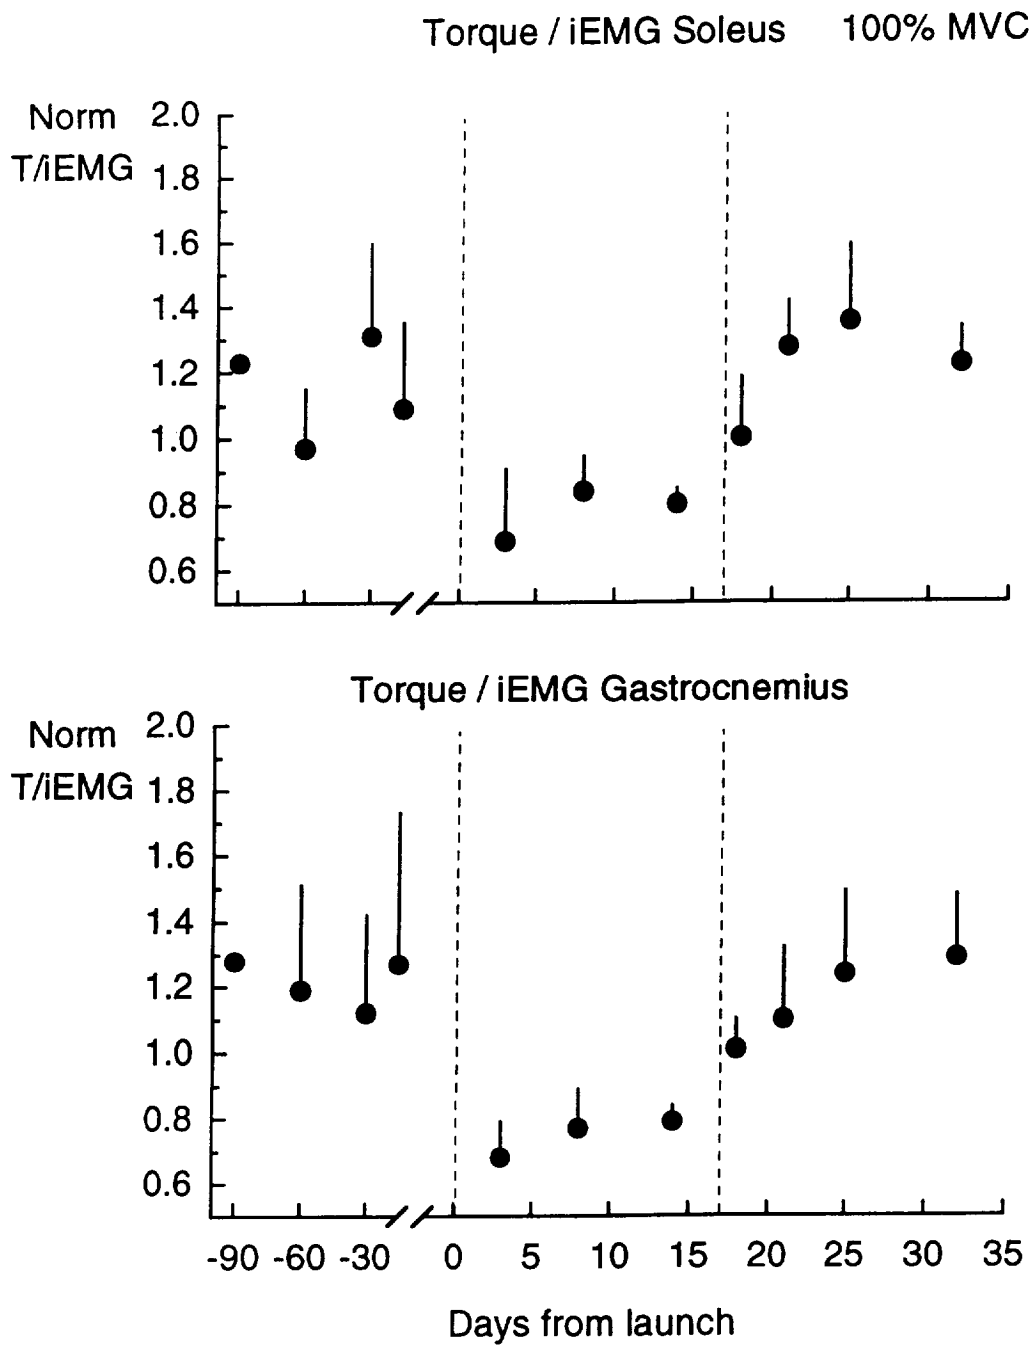 Torque / iEMG Soleus 100% MVC
Norm
T/iEMG
2.0
1.8
1.6
1.4
1.2
1.0
0.8
0.6
Torque / iEMG Gastrocnemius
Norm
T/iEMG
2.0
1.8
1.6
1.4
1.2
1.0
0.8
0.6
-90 -60 -30 0 5 10 15 20 25 30 35
Days from launch